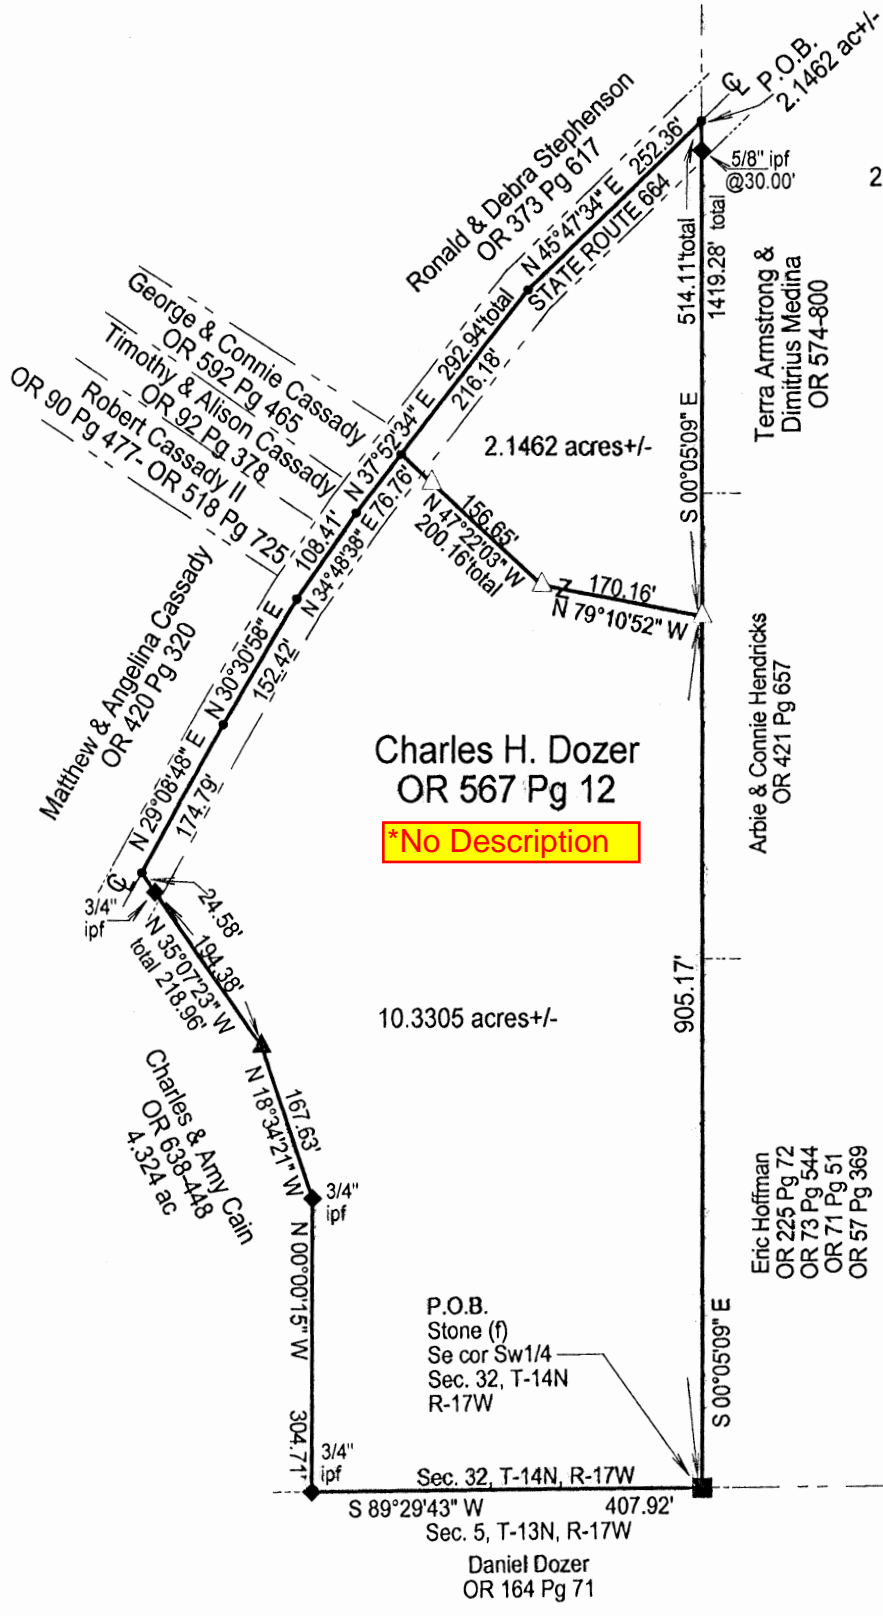 P.O.B.
2.1462 ac+/-
℄
5/8" ipf
@30.00'
2
Ronald & Debra Stephenson
OR 373 Pg 617
N 45°47'34" E 252.36'
STATE ROUTE 664
514.11'total
1419.28' total
S 00°05'09" E
Terra Armstrong &
Dimitrius Medina
OR 574-800
George & Connie Cassady
OR 592 Pg 465
Timothy & Alison Cassady
OR 92 Pg 378
Robert Cassady II
OR 90 Pg 477- OR 518 Pg 725
N 37°52'34" E 292.94'total
216.18'
76.76'
2.1462 acres+/-
156.65'
N 47°22'03" W
200.16'total
Z
170.16'
N 79°10'52" W
108.41'
N 34°48'38" E
Matthew & Angelina Cassady
OR 420 Pg 320
N 30°30'58" E
152.42'
N 29°08'48" E
174.79'
Charles H. Dozer
OR 567 Pg 12
*No Description
Arbie & Connie Hendricks
OR 421 Pg 657
℄
3/4"
ipf
24.58'
194.38'
N 35°07'23" W
total 218.96'
905.17'
10.3305 acres+/-
Charles & Amy Cain
OR 638-448
4.324 ac
167.63'
N 18°34'21" W
3/4"
ipf
N 00°00'15" W
304.71'
Eric Hoffman
OR 225 Pg 72
OR 73 Pg 544
OR 71 Pg 51
OR 57 Pg 369
P.O.B.
Stone (f)
Se cor Sw1/4
Sec. 32, T-14N
R-17W
S 00°05'09" E
3/4"
ipf
Sec. 32, T-14N, R-17W
S 89°29'43" W 407.92'
Sec. 5, T-13N, R-17W
Daniel Dozer
OR 164 Pg 71